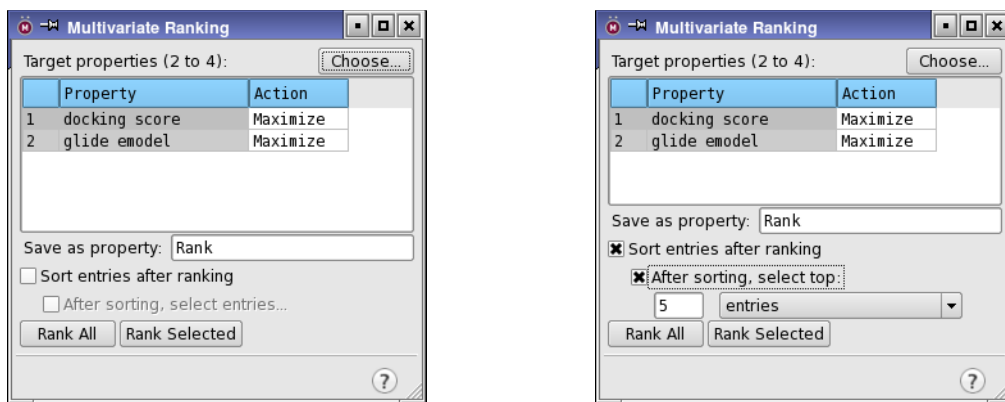 Multivariate Ranking
Target properties (2 to 4): Choose...
Property Action
1 docking score Maximize
2 glide emodel Maximize
Save as property: Rank
Sort entries after ranking
After sorting, select entries...
Rank All Rank Selected
?
Multivariate Ranking
Target properties (2 to 4): Choose...
Property Action
1 docking score Maximize
2 glide emodel Maximize
Save as property: Rank
Sort entries after ranking
After sorting, select top:
5 entries
Rank All Rank Selected
?